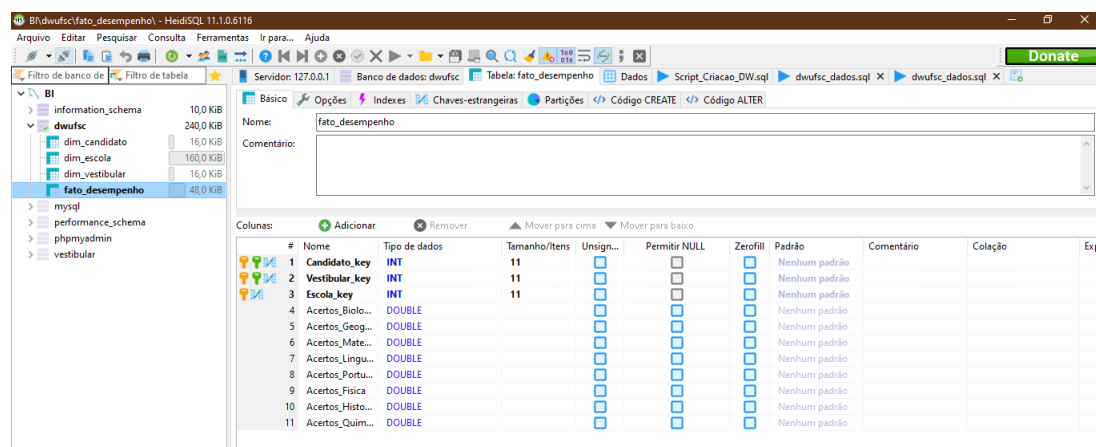 BI\dwufsc\fato_desempenho\ - HeidiSQL 11.1.0.6116
Arquivo Editar Pesquisar Consulta Ferramentas Ir para... Ajuda
Donate
Filtro de banco de Filtro de tabela
Servidor: 127.0.0.1 Banco de dados: dwufsc Tabela: fato_desempenho Dados Script_Criacao_DW.sql dwufsc_dados.sql dwufsc_dados.sql
BI
information_schema 10,0 KiB
dwufsc 240,0 KiB
dim_candidato 16,0 KiB
dim_escola 160,0 KiB
dim_vestibular 16,0 KiB
fato_desempenho 48,0 KiB
mysql
performance_schema
phpmyadmin
vestibular
Básico Opções Indexes Chaves-estrangeiras Partições Código CREATE Código ALTER
Nome: fato_desempenho
Comentário:
Colunas: Adicionar Remover Mover para cima Mover para baixo
# Nome Tipo de dados Tamanho/Itens Unsign... Permitir NULL Zerofill Padrão Comentário Colação Exp
1 Candidato_key INT 11 Nenhum padrão
2 Vestibular_key INT 11 Nenhum padrão
3 Escola_key INT 11 Nenhum padrão
4 Acertos_Biolo... DOUBLE Nenhum padrão
5 Acertos_Geog... DOUBLE Nenhum padrão
6 Acertos_Mate... DOUBLE Nenhum padrão
7 Acertos_Lingu... DOUBLE Nenhum padrão
8 Acertos_Portu... DOUBLE Nenhum padrão
9 Acertos_Fisica DOUBLE Nenhum padrão
10 Acertos_Histo... DOUBLE Nenhum padrão
11 Acertos_Quim... DOUBLE Nenhum padrão